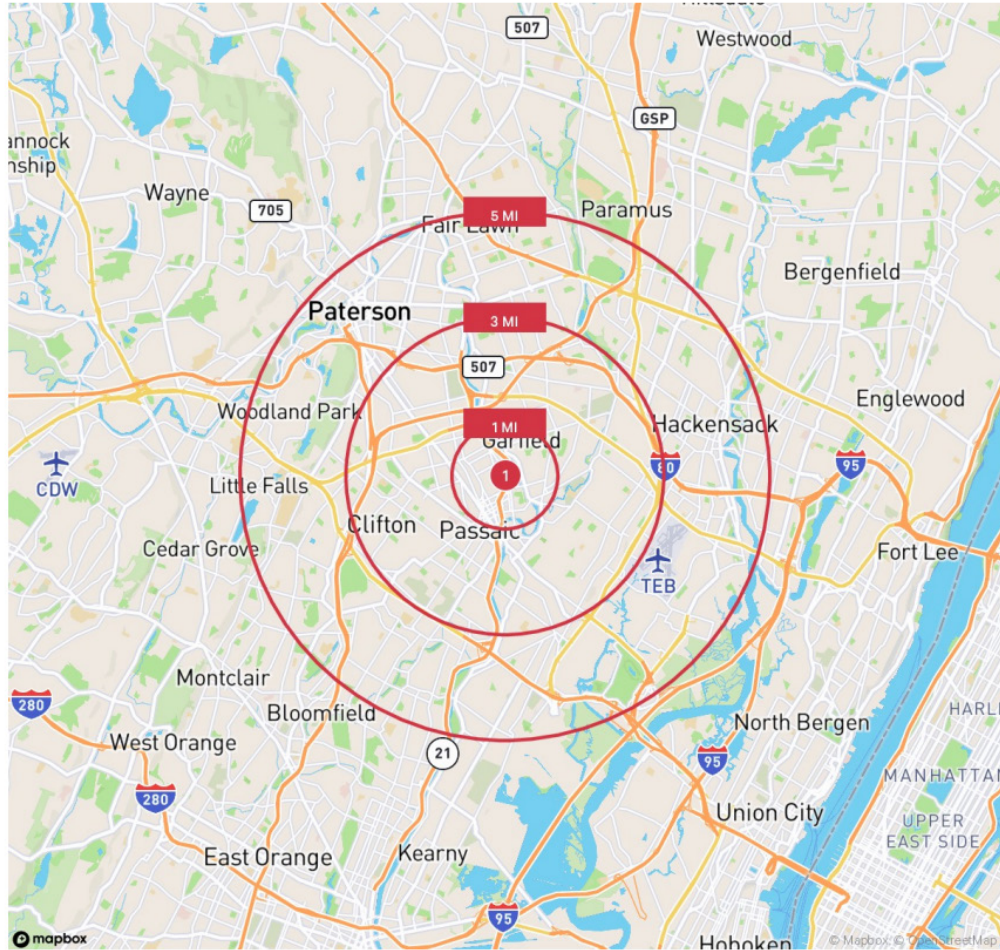 507
Westwood
GSP
annock
nship
Wayne
705
5 MI
Fair Lawn
Paramus
Bergenfield
Paterson
3 MI
507
Woodland Park
1 MI
Garfield
Hackensack
Englewood
CDW
1
80
95
Little Falls
Clifton
Passaic
Cedar Grove
TEB
Fort Lee
Montclair
280
Bloomfield
HARL
North Bergen
West Orange
21
95
MANHATTAN
280
Union City
UPPER
EAST SIDE
East Orange
Kearny
95
Hoboken
mapbox
© Mapbox © OpenStreetMap